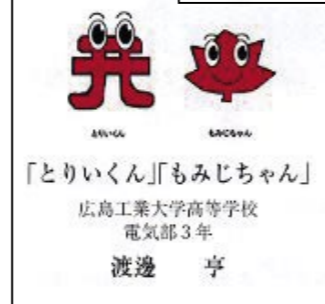 とりいくん
もみじちゃん
「とりいくん」「もみじちゃん」
広島工業大学高等学校
電気部3年
渡邊 亨